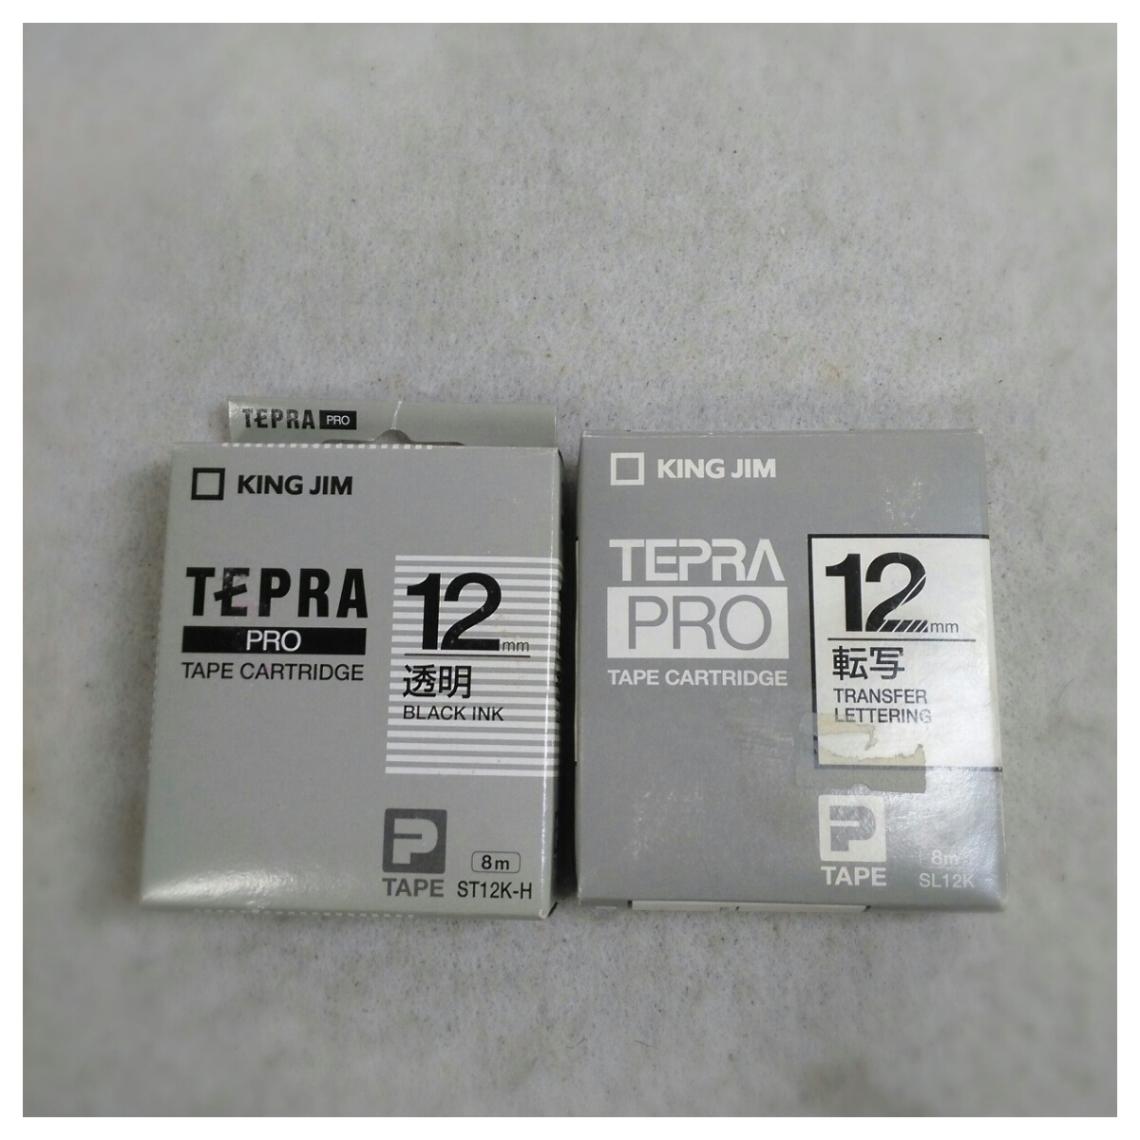 TEPRA PRO
KING JIM
TEPRA
PRO
TAPE CARTRIDGE
12mm
透明
BLACK INK
P
TAPE
8m
ST12K-H
KING JIM
TEPRA
PRO
TAPE CARTRIDGE
12mm
転写
TRANSFER
LETTERING
P
TAPE
8m
SL12K